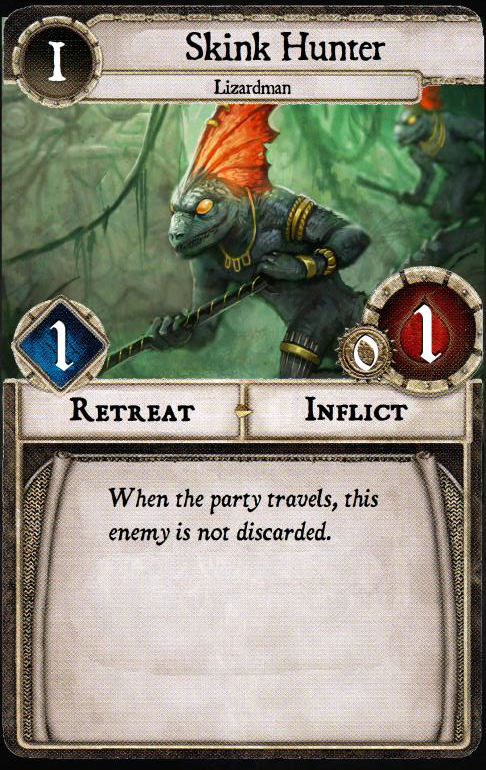 I
Skink Hunter
Lizardman
1
0
1
Retreat
Inflict
When the party travels, this
enemy is not discarded.